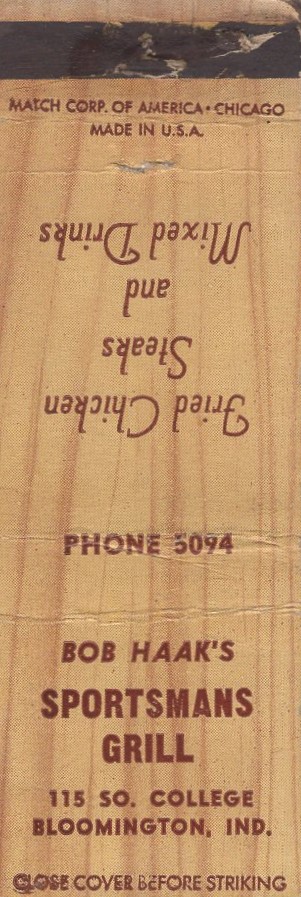 MATCH CORP. OF AMERICA • CHICAGO
MADE IN U.S.A.
Fried Chicken
Steaks
and
Mixed Drinks
PHONE 5094
BOB HAAK'S
SPORTSMANS
GRILL
115 SO. COLLEGE
BLOOMINGTON, IND.
CLOSE COVER BEFORE STRIKING